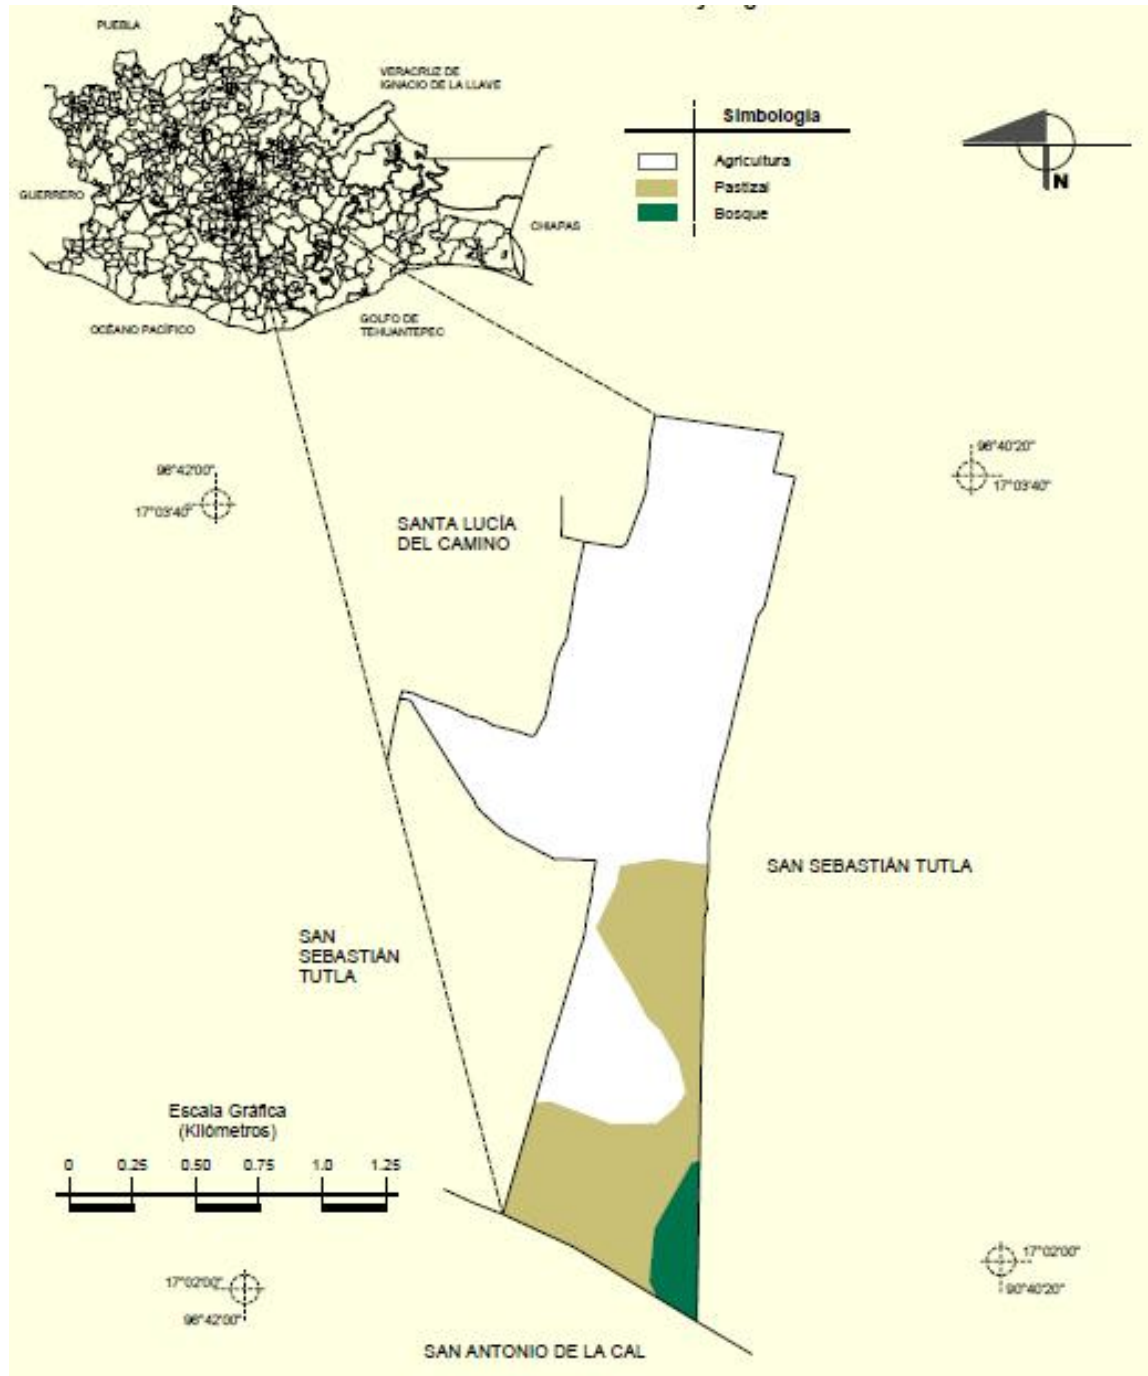 PUEBLA
VERACRUZ DE
IGNACIO DE LA LLAVE
GUERRERO
CHIAPAS
OCÉANO PACÍFICO
GOLFO DE
TEHUANTEPEC
Simbología
Agricultura
Pastizal
Bosque
N
96°42'00"
17°03'40"
96°40'20"
17°03'40"
SANTA LUCÍA
DEL CAMINO
SAN SEBASTIÁN TUTLA
SAN
SEBASTIÁN
TUTLA
Escala Gráfica
(Kilómetros)
0 0.25 0.50 0.75 1.0 1.25
17°02'00"
96°42'00"
17°02'00"
90°40'20"
SAN ANTONIO DE LA CAL